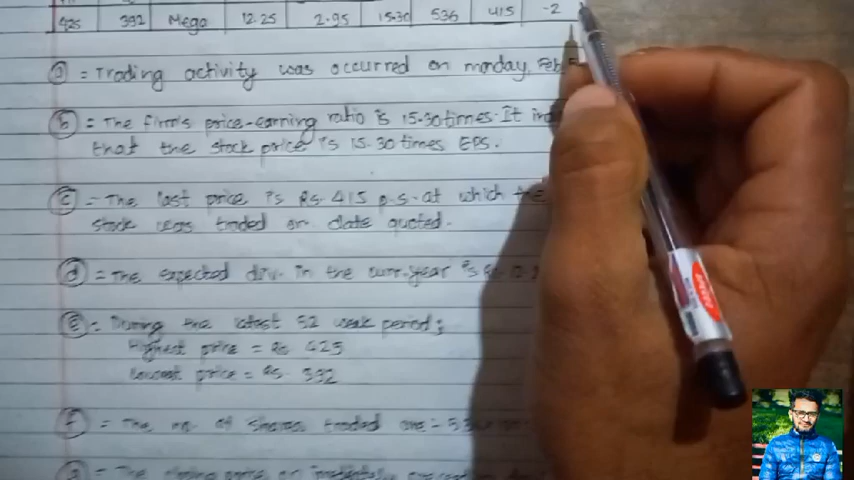 425 392 Mega 12.25 2.95 15.30 536 415 -2
(a) = Trading activity was occurred on monday, Feb 5
(b) = The firm's price-earning ratio is 15.30 times. It
that the stock price is 15.30 times EPS.
(c) = The last price is Rs. 415 p.s. at which the
stock was traded on date quoted.
(d) = The expected div. in the curr. year is Rs.
(e) = During the latest 52 week period;
Highest price = Rs. 425
Lowest price = Rs. 392
(f) = The no. of shares traded are =
(g) = The closing price on